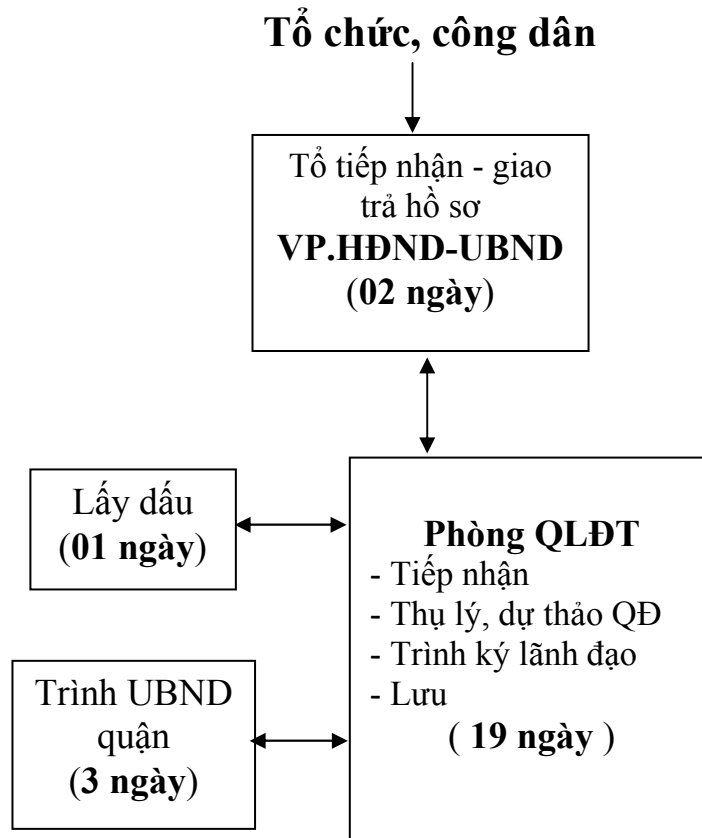 Tổ chức, công dân
Tổ tiếp nhận - giao
trả hồ sơ
VP.HĐND-UBND
(02 ngày)
Lấy dấu
(01 ngày)
Phòng QLĐT
- Tiếp nhận
- Thụ lý, dự thảo QĐ
- Trình ký lãnh đạo
- Lưu
( 19 ngày )
Trình UBND
quận
(3 ngày)